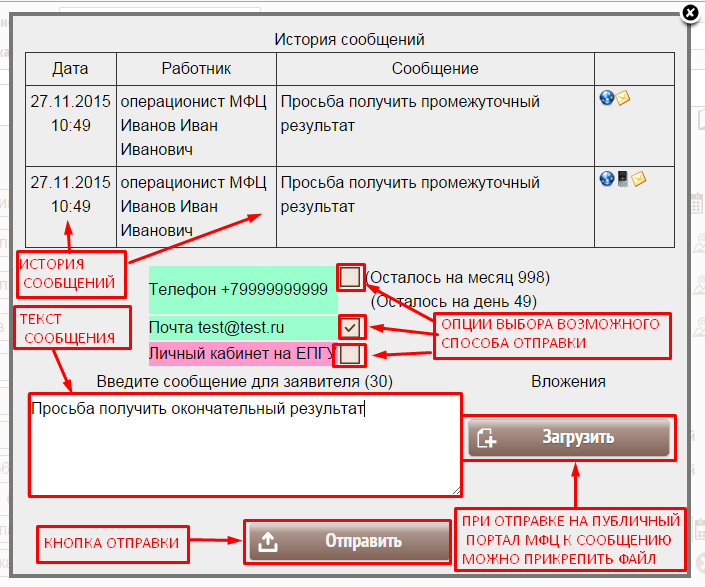 История сообщений
Дата Работник Сообщение
27.11.2015 операционист МФЦ Просьба получить промежуточный
10:49 Иванов Иван результат
Иванович
27.11.2015 операционист МФЦ Просьба получить промежуточный
10:49 Иванов Иван результат
Иванович
ИСТОРИЯ
СООБЩЕНИЙ
(Осталось на месяц 998)
Телефон +79999999999
(Осталось на день 49)
ТЕКСТ
СООБЩЕНИЯ
Почта test@test.ru
ОПЦИИ ВЫБОРА ВОЗМОЖНОГО
СПОСОБА ОТПРАВКИ
Личный кабинет на ЕПГУ
Введите сообщение для заявителя (30) Вложения
Просьба получить окончательный результат
Загрузить
ПРИ ОТПРАВКЕ НА ПУБЛИЧНЫЙ
ПОРТАЛ МФЦ К СООБЩЕНИЮ
МОЖНО ПРИКРЕПИТЬ ФАЙЛ
КНОПКА ОТПРАВКИ
Отправить